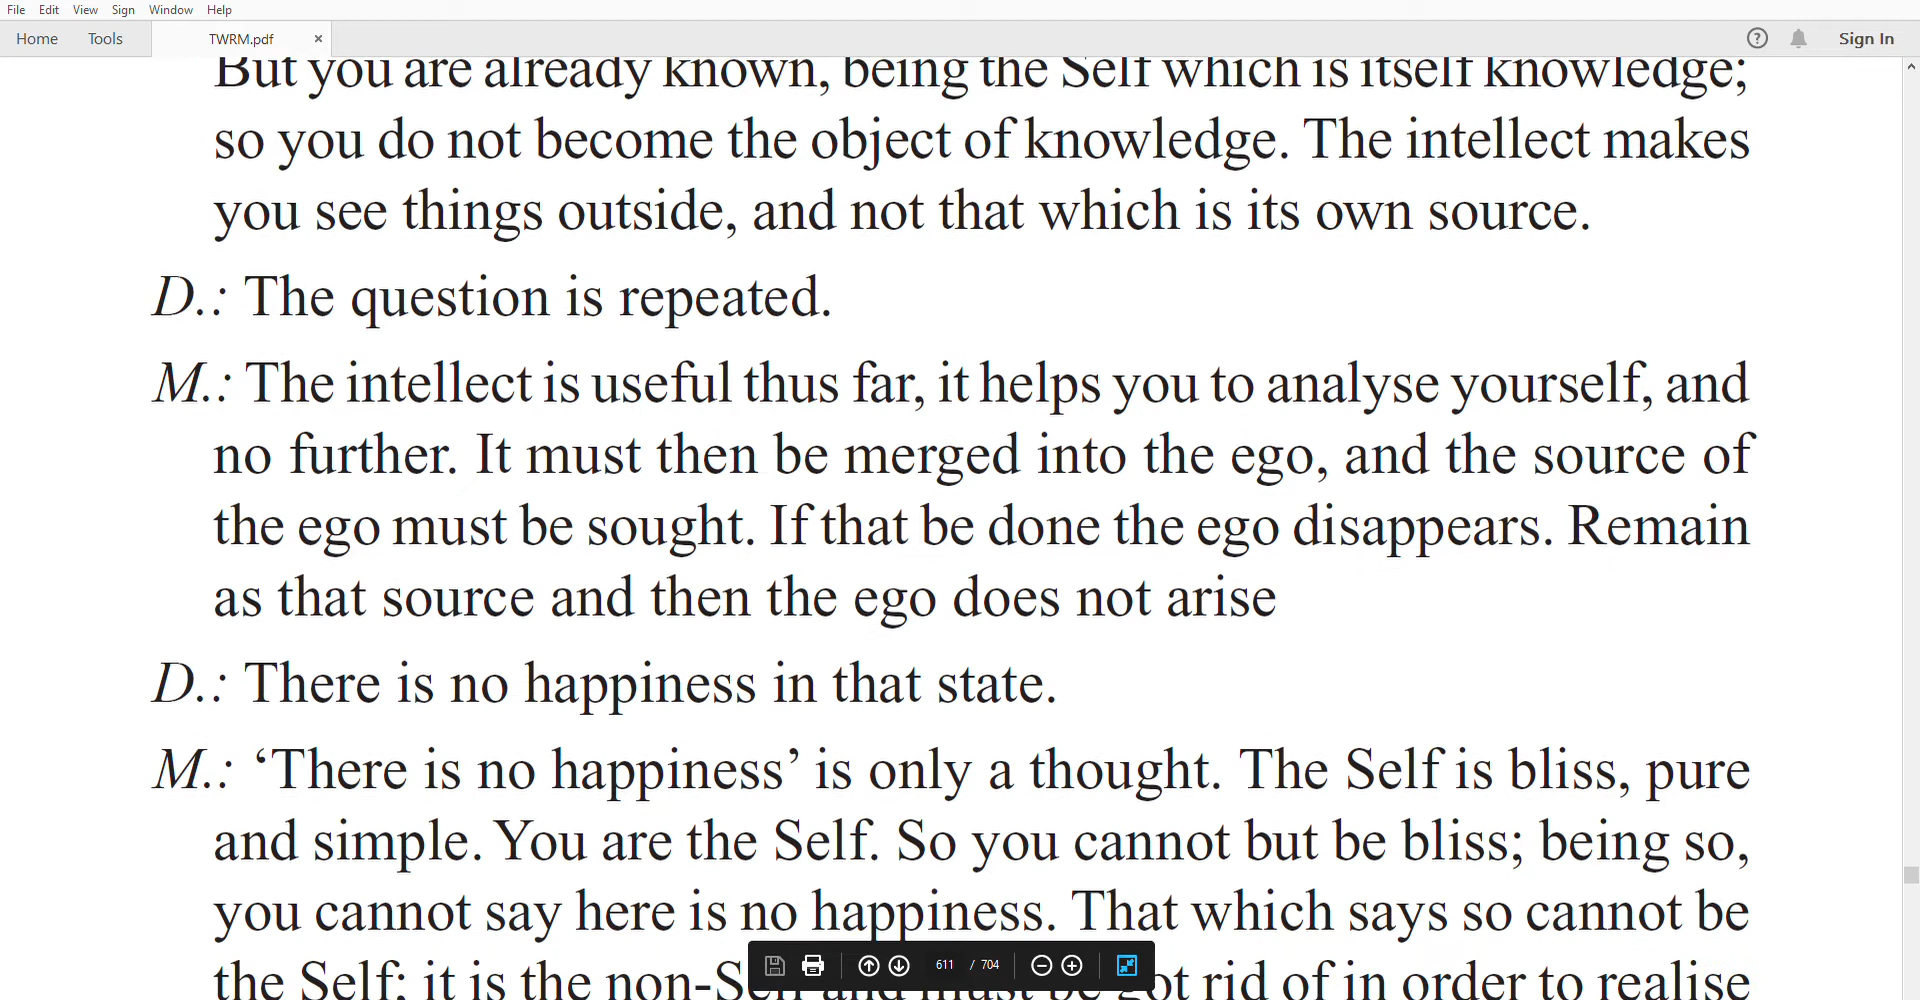 File Edit View Sign Window Help
Home Tools TWRM.pdf × ? Sign In
But you are already known, being the Self which is itself knowledge;
so you do not become the object of knowledge. The intellect makes
you see things outside, and not that which is its own source.
D.: The question is repeated.
M.: The intellect is useful thus far, it helps you to analyse yourself, and
no further. It must then be merged into the ego, and the source of
the ego must be sought. If that be done the ego disappears. Remain
as that source and then the ego does not arise
D.: There is no happiness in that state.
M.: ‘There is no happiness’ is only a thought. The Self is bliss, pure
and simple. You are the Self. So you cannot but be bliss; being so,
you cannot say here is no happiness. That which says so cannot be
the Self; it is the non-Self and must be got rid of in order to realise
611 / 704